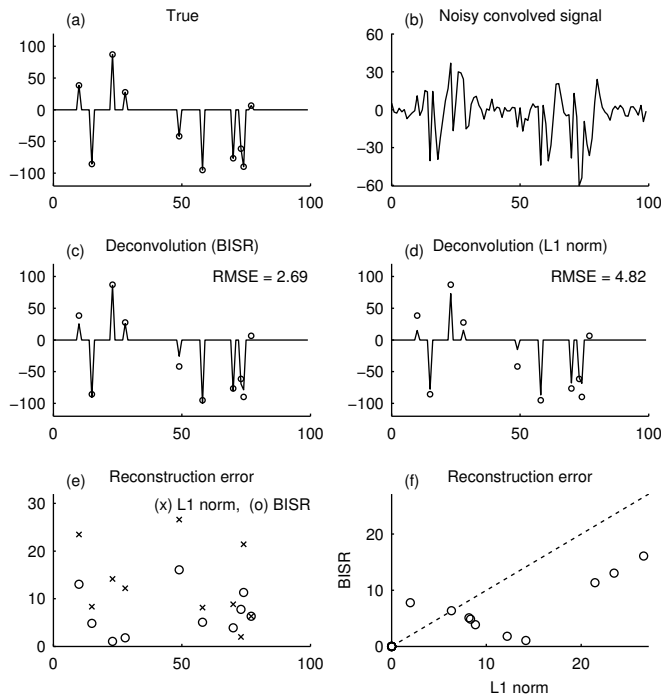 (a) True
100
50
0
−50
−100
0 50 100
(b) Noisy convolved signal
60
30
0
−30
−60
0 50 100
(c) Deconvolution (BISR)
RMSE = 2.69
100
50
0
−50
−100
0 50 100
(d) Deconvolution (L1 norm)
RMSE = 4.82
100
50
0
−50
−100
0 50 100
(e) Reconstruction error
(x) L1 norm, (o) BISR
30
20
10
0
0 50 100
(f) Reconstruction error
BISR
20
10
0
0 10 20
L1 norm